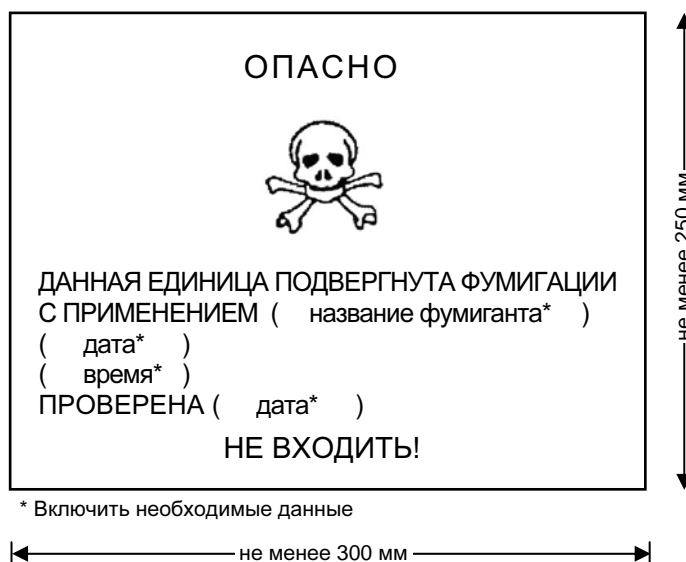 ОПАСНО
ДАННАЯ ЕДИНИЦА ПОДВЕРГНУТА ФУМИГАЦИИ
С ПРИМЕНЕНИЕМ ( название фумиганта* )
( дата* )
( время* )
ПРОВЕРЕНА ( дата* )
НЕ ВХОДИТЬ!
* Включить необходимые данные
не менее 300 мм
не менее 250 мм